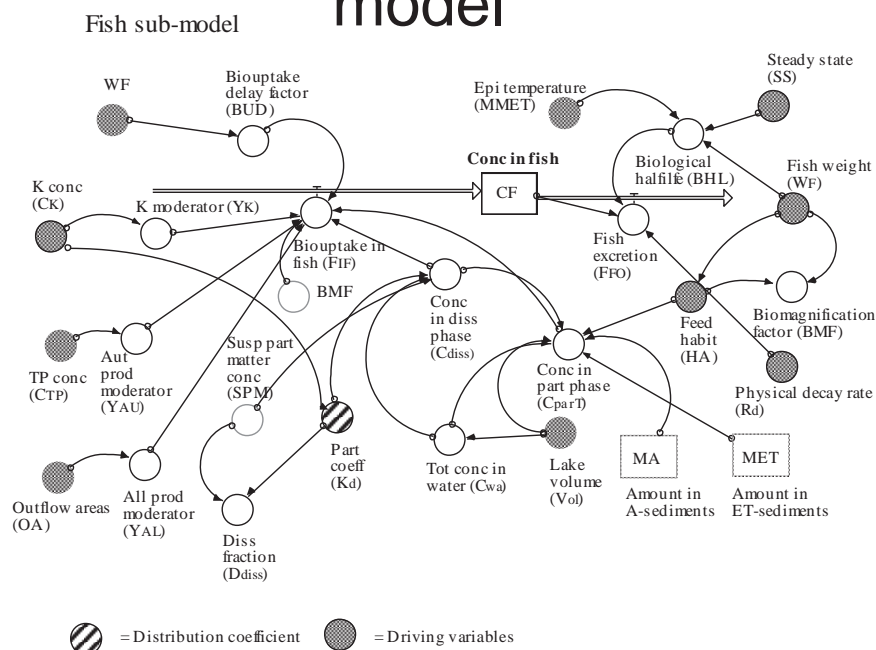 model
Fish sub-model
WF
Biouptake
delay factor
(BUD)
Epi temperature
(MMET)
Steady state
(SS)
Conc in fish
CF
Biological
halfilfe (BHL)
Fish weight
(WF)
K conc
(CK)
K moderator (YK)
Biouptake in
fish (FIF)
BMF
Fish
excretion
(FFO)
Conc
in diss
phase
(Cdiss)
Feed
habit
(HA)
Biomagnification
factor (BMF)
TP conc
(CTP)
Aut
prod
moderator
(YAU)
Susp part
matter
conc
(SPM)
Conc in
part phase
(CparT)
Physical decay rate
(Rd)
Part
coeff
(Kd)
Tot conc in
water (Cwa)
Lake
volume
(Vol)
MA
Amount in
A-sediments
MET
Amount in
ET-sediments
Outflow areas
(OA)
All prod
moderator
(YAL)
Diss
fraction
(Ddiss)
= Distribution coefficient
= Driving variables